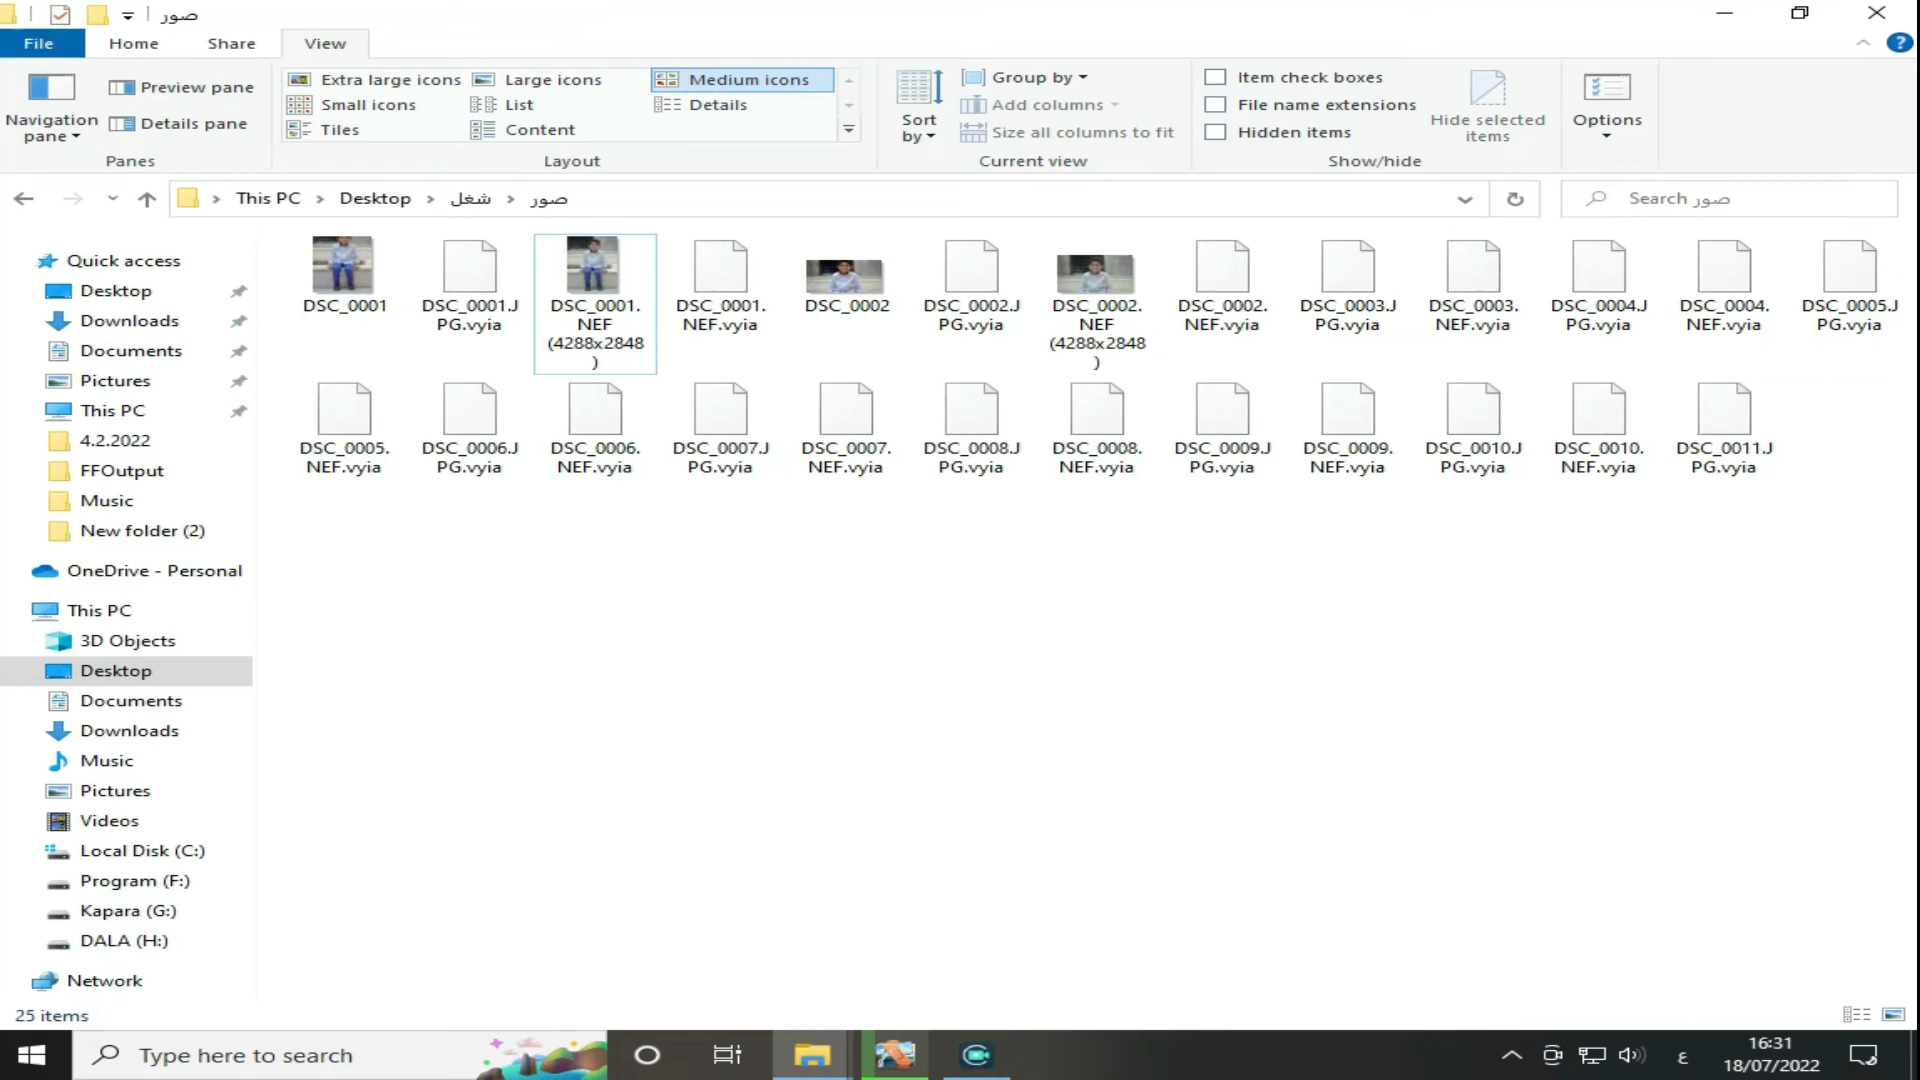 صور
File Home Share View
Navigation pane
Preview pane
Details pane
Panes
Extra large icons Large icons Medium icons
Small icons List Details
Tiles Content
Layout
Sort by
Group by
Add columns
Size all columns to fit
Current view
Item check boxes
File name extensions
Hidden items
Hide selected items
Show/hide
Options
This PC Desktop شغل صور
Search صور
Quick access
Desktop
Downloads
Documents
Pictures
This PC
4.2.2022
FFOutput
Music
New folder (2)
OneDrive - Personal
This PC
3D Objects
Desktop
Documents
Downloads
Music
Pictures
Videos
Local Disk (C:)
Program (F:)
Kapara (G:)
DALA (H:)
Network
DSC_0001
DSC_0001.JPG.vyia
DSC_0001.NEF (4288x2848)
DSC_0001.NEF.vyia
DSC_0002
DSC_0002.JPG.vyia
DSC_0002.NEF (4288x2848)
DSC_0002.NEF.vyia
DSC_0003.JPG.vyia
DSC_0003.NEF.vyia
DSC_0004.JPG.vyia
DSC_0004.NEF.vyia
DSC_0005.JPG.vyia
DSC_0005.NEF.vyia
DSC_0006.JPG.vyia
DSC_0006.NEF.vyia
DSC_0007.JPG.vyia
DSC_0007.NEF.vyia
DSC_0008.JPG.vyia
DSC_0008.NEF.vyia
DSC_0009.JPG.vyia
DSC_0009.NEF.vyia
DSC_0010.JPG.vyia
DSC_0010.NEF.vyia
DSC_0011.JPG.vyia
25 items
Type here to search
ع
16:31
18/07/2022